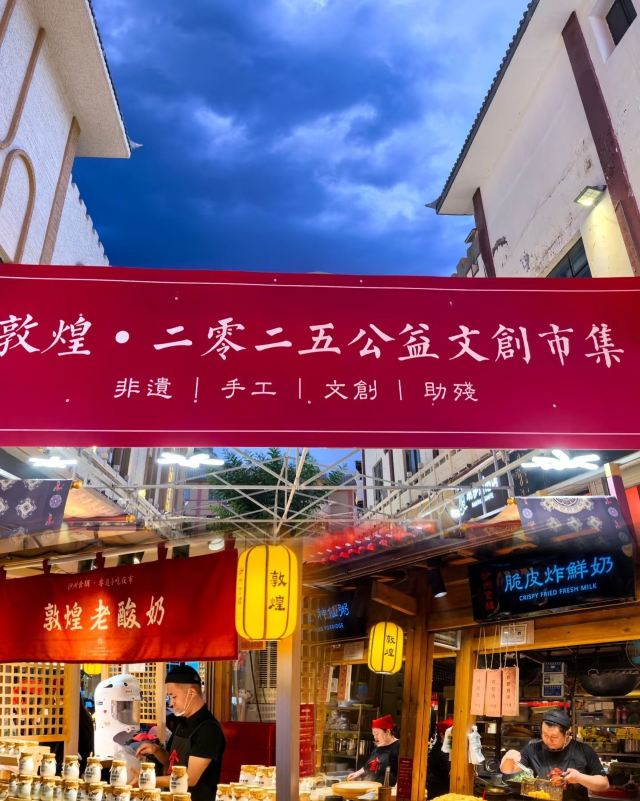 敦煌·二零二五公益文創市集
非遺 | 手工 | 文創 | 助殘
敦煌老酸奶
敦煌
敦煌
脆皮炸鮮奶
CRISPY FRIED FRESH MILK
粥
PORRIDGE